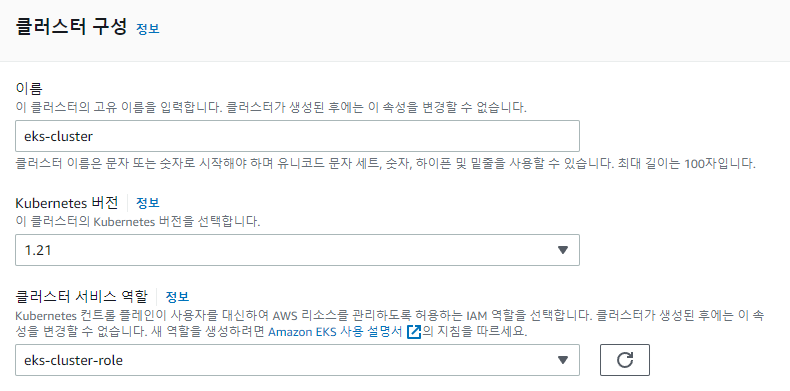 클러스터 구성 정보
이름
이 클러스터의 고유 이름을 입력합니다. 클러스터가 생성된 후에는 이 속성을 변경할 수 없습니다.
eks-cluster
클러스터 이름은 문자 또는 숫자로 시작해야 하며 유니코드 문자 세트, 숫자, 하이픈 및 밑줄을 사용할 수 있습니다. 최대 길이는 100자입니다.
Kubernetes 버전 정보
이 클러스터의 Kubernetes 버전을 선택합니다.
1.21
클러스터 서비스 역할 정보
Kubernetes 컨트롤 플레인이 사용자를 대신하여 AWS 리소스를 관리하도록 허용하는 IAM 역할을 선택합니다. 클러스터가 생성된 후에는 이 속
성을 변경할 수 없습니다. 새 역할을 생성하려면 Amazon EKS 사용 설명서 의 지침을 따르세요.
eks-cluster-role